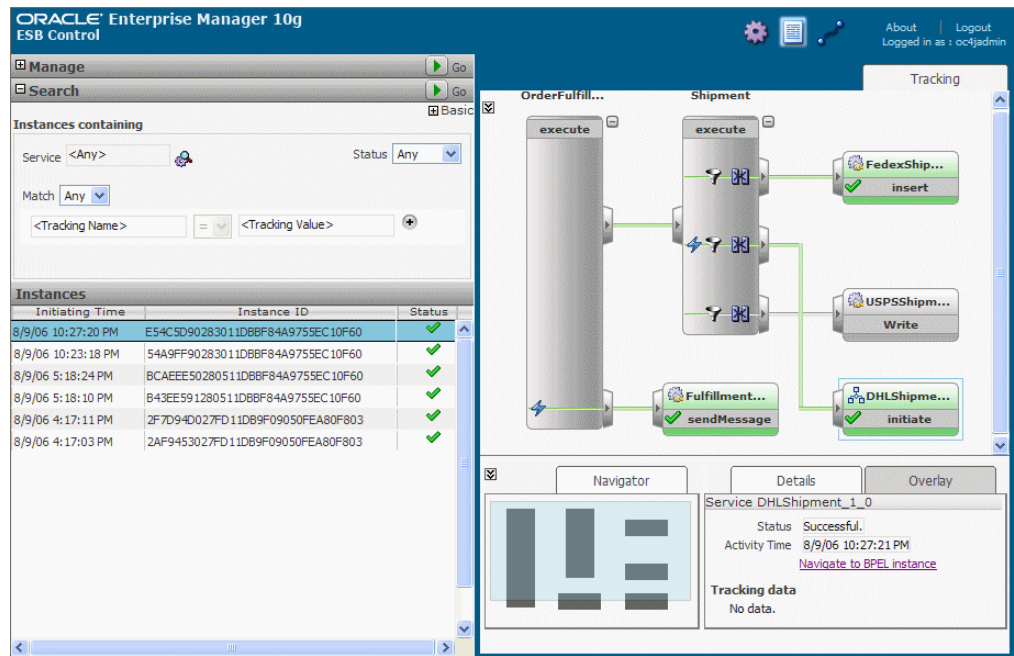 ORACLE Enterprise Manager 10g
ESB Control
About | Logout
Logged in as : oc4jadmin
Manage
Go
Search
Go
Basic
Instances containing
Service <Any>
Status Any
Match Any
<Tracking Name> = <Tracking Value>
Instances
Initiating Time Instance ID Status
8/9/06 10:27:20 PM E54C5D90283011DBBF84A9755EC10F60
8/9/06 10:23:18 PM 54A9FF90283011DBBF84A9755EC10F60
8/9/06 5:18:24 PM BCAEEE50280511DBBF84A9755EC10F60
8/9/06 5:18:10 PM B43EE591280511DBBF84A9755EC10F60
8/9/06 4:17:11 PM 2F7D94D027FD11DB9F09050FEA80F803
8/9/06 4:17:03 PM 2AF9453027FD11DB9F09050FEA80F803
Tracking
OrderFulfill... Shipment
execute execute
FedexShip...
insert
USPSShipm...
Write
Fulfillment...
sendMessage
DHLShipme...
initiate
Navigator
Details Overlay
Service DHLShipment_1_0
Status Successful.
Activity Time 8/9/06 10:27:21 PM
Navigate to BPEL instance
Tracking data
No data.